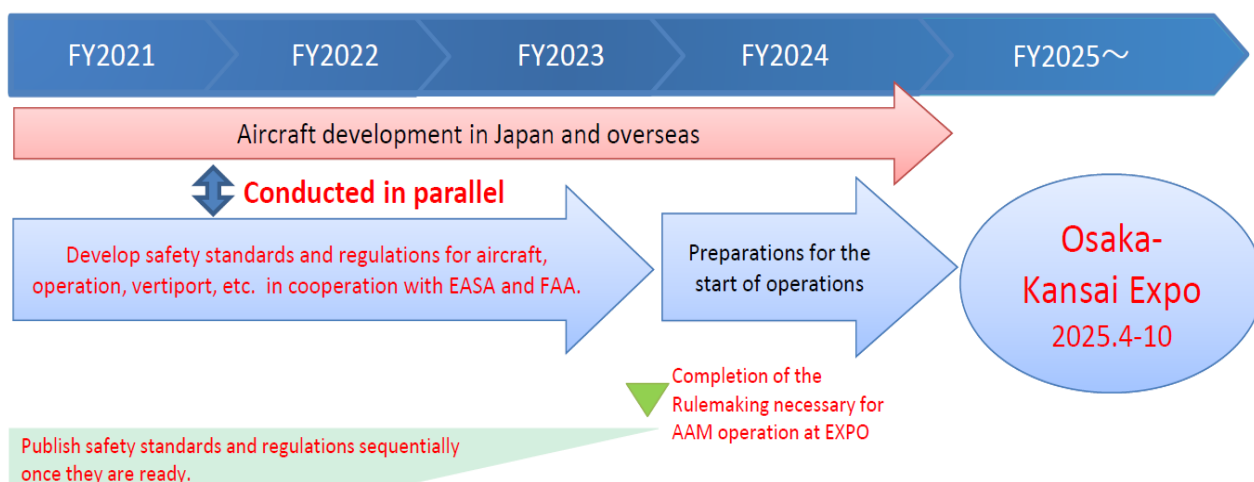 FY2021 FY2022 FY2023 FY2024 FY2025～
Aircraft development in Japan and overseas
Conducted in parallel
Develop safety standards and regulations for aircraft,
operation, vertiport, etc. in cooperation with EASA and FAA.
Preparations for the
start of operations
Osaka-
Kansai Expo
2025.4-10
Completion of the
Rulemaking necessary for
AAM operation at EXPO
Publish safety standards and regulations sequentially
once they are ready.